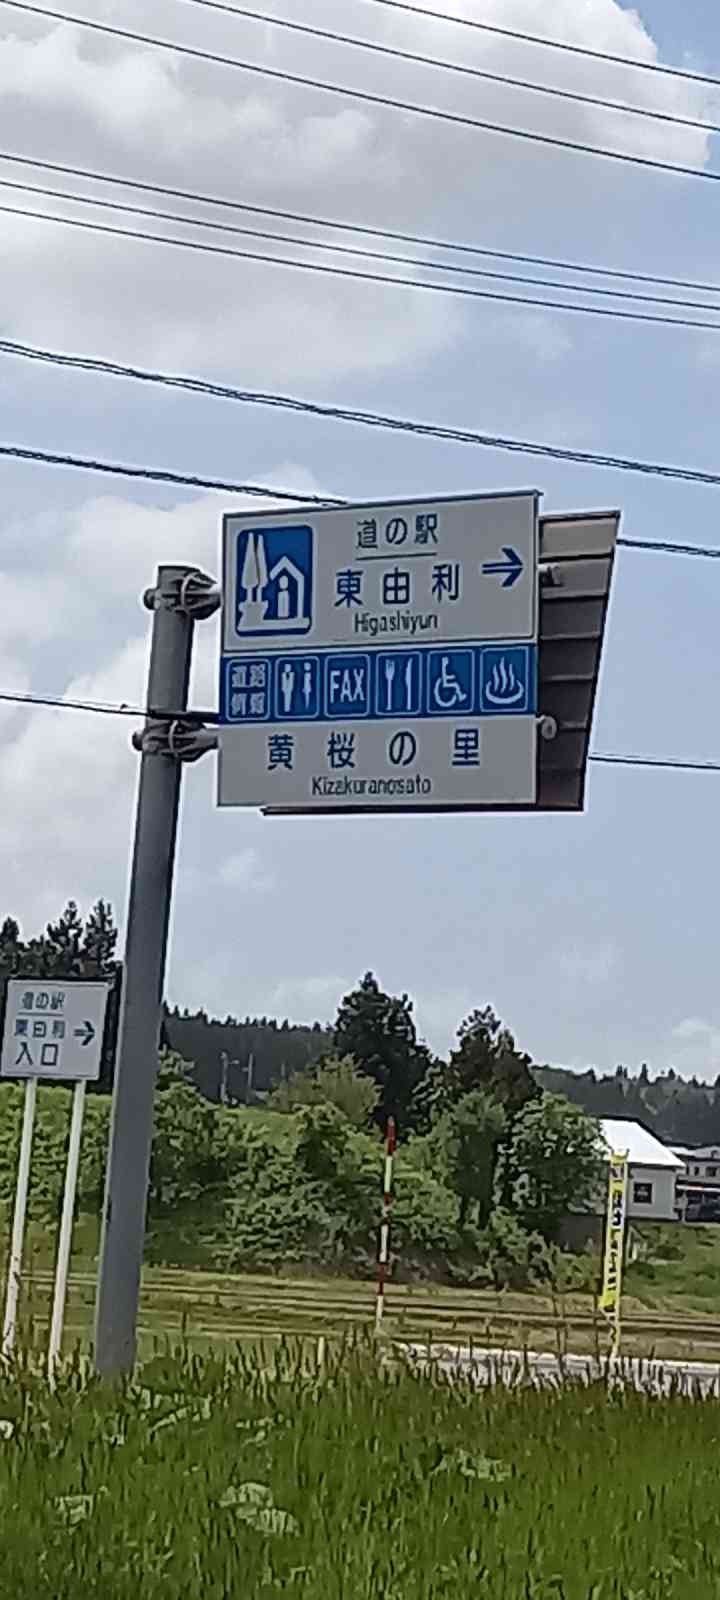 道の駅
東由利
Higashiyuri
道路
情報
FAX
黄桜の里
Kizakuranosato
道の駅
東由利
入口